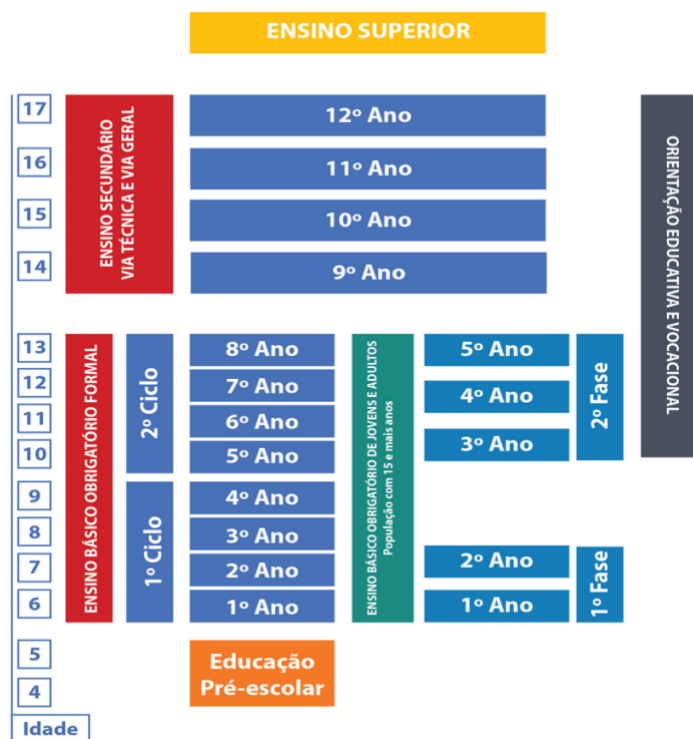 ENSINO SUPERIOR
17
16
15
14
ENSINO SECUNDÁRIO
VIA TÉCNICA E VIA GERAL
12º Ano
11º Ano
10º Ano
9º Ano
ORIENTAÇÃO EDUCATIVA E VOCACIONAL
13
12
11
10
9
8
7
6
ENSINO BÁSICO OBRIGATÓRIO FORMAL
2º Ciclo
1º Ciclo
8º Ano
7º Ano
6º Ano
5º Ano
4º Ano
3º Ano
2º Ano
1º Ano
ENSINO BÁSICO OBRIGATÓRIO DE JOVENS E ADULTOS
População com 15 e mais anos
5º Ano
4º Ano
3º Ano
2º Fase
2º Ano
1º Ano
1º Fase
5
4
Educação
Pré-escolar
Idade